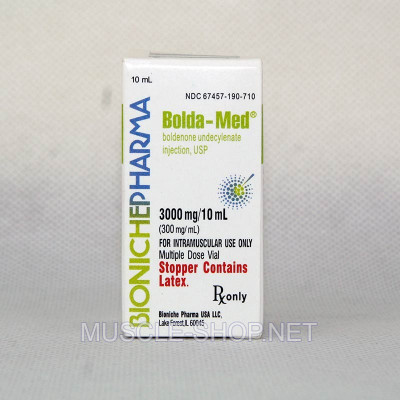 10 mL
NDC 67457-190-710
BIONICHEPHARMA
Bolda-Med®
boldenone undecylenate
injection, USP
3000 mg/10 mL
(300 mg/mL)
FOR INTRAMUSCULAR USE ONLY
Multiple Dose Vial
Stopper Contains
Latex.
Rx only
Bioniche Pharma USA LLC,
Lake Forest,IL 60045
MUSCLE-SHOP.NET